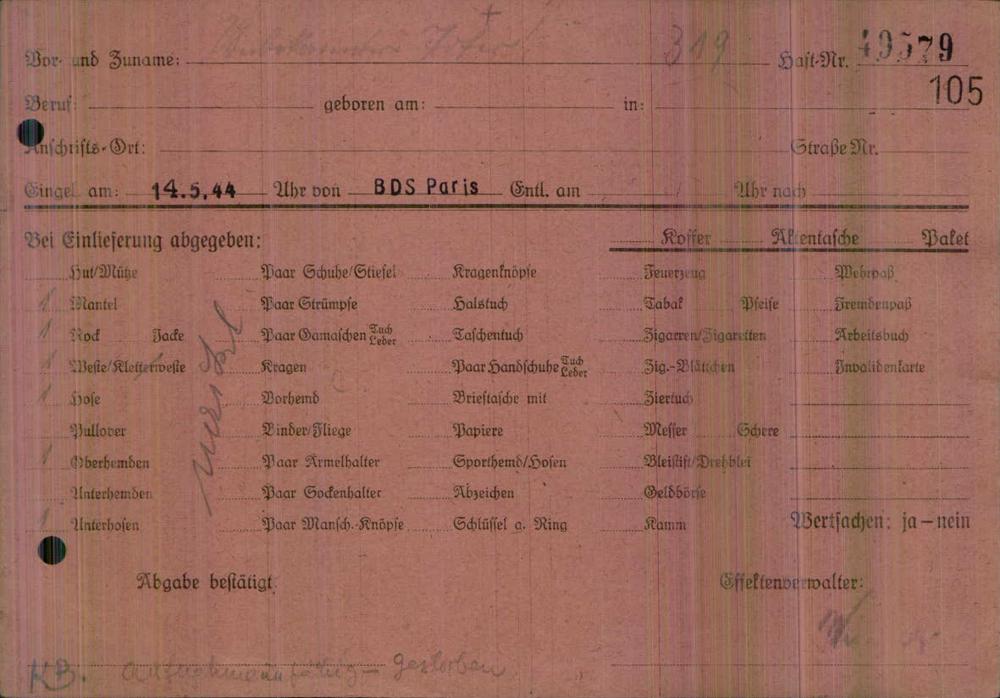 Vor- und Zuname: Unbekannter Toter 319 Haft-Nr. 49579
105
Beruf: geboren am: in:
Anschrifts-Ort: Straße Nr.
Eingel. am: 14.5.44 Uhr von BDS Paris Entl. am Uhr nach
Bei Einlieferung abgegeben: Koffer Aktentasche Paket
Hut/Mütze Paar Schuhe/Stiefel Kragenknöpfe Feuerzeug Wehrpaß
1 Mantel Paar Strümpfe Halstuch Tabak Pfeife Fremdenpaß
1 Rock Jacke Paar Gamaschen Tuch Leder Taschentuch Zigarren/Zigaretten Arbeitsbuch
1 Weste/Kletterweste Kragen Paar Handschuhe Tuch Leder Zig.-Blättchen Invalidenkarte
1 Hose Vorhemd Brieftasche mit Ziertuch
Pullover Binder/Fliege Papiere Messer Schere
1 Oberhemden Paar Ärmelhalter Sporthemd/Hosen Bleistift/Drehblei
Unterhemden Paar Sockenhalter Abzeichen Geldbörse
1 Unterhosen Paar Mansch.-Knöpfe Schlüssel a. Ring Kamm Wertsachen: ja – nein
Abgabe bestätigt: Effektenverwalter:
KB. gestorben